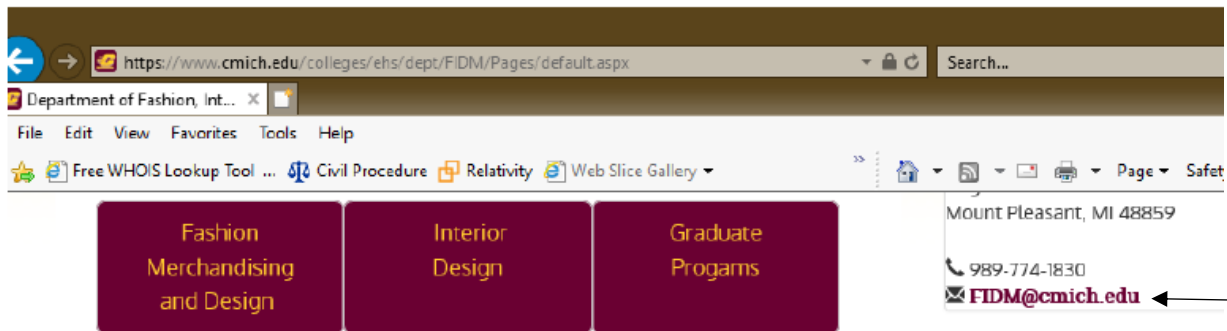 https://www.cmich.edu/colleges/ehs/dept/FIDM/Pages/default.aspx Search...
Department of Fashion, Int...
File Edit View Favorites Tools Help
Free WHOIS Lookup Tool ... Civil Procedure Relativity Web Slice Gallery Page Safety
Mount Pleasant, MI 48859
Fashion
Merchandising
and Design
Interior
Design
Graduate
Progams
989-774-1830
FIDM@cmich.edu